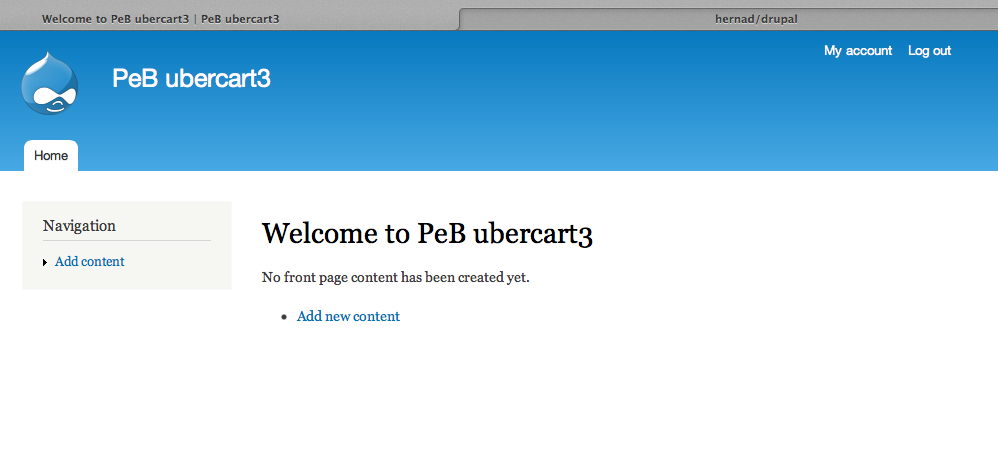 Welcome to PeB ubercart3 | PeB ubercart3
hernad/drupal
My account Log out
PeB ubercart3
Home
Navigation
Add content
Welcome to PeB ubercart3
No front page content has been created yet.
Add new content